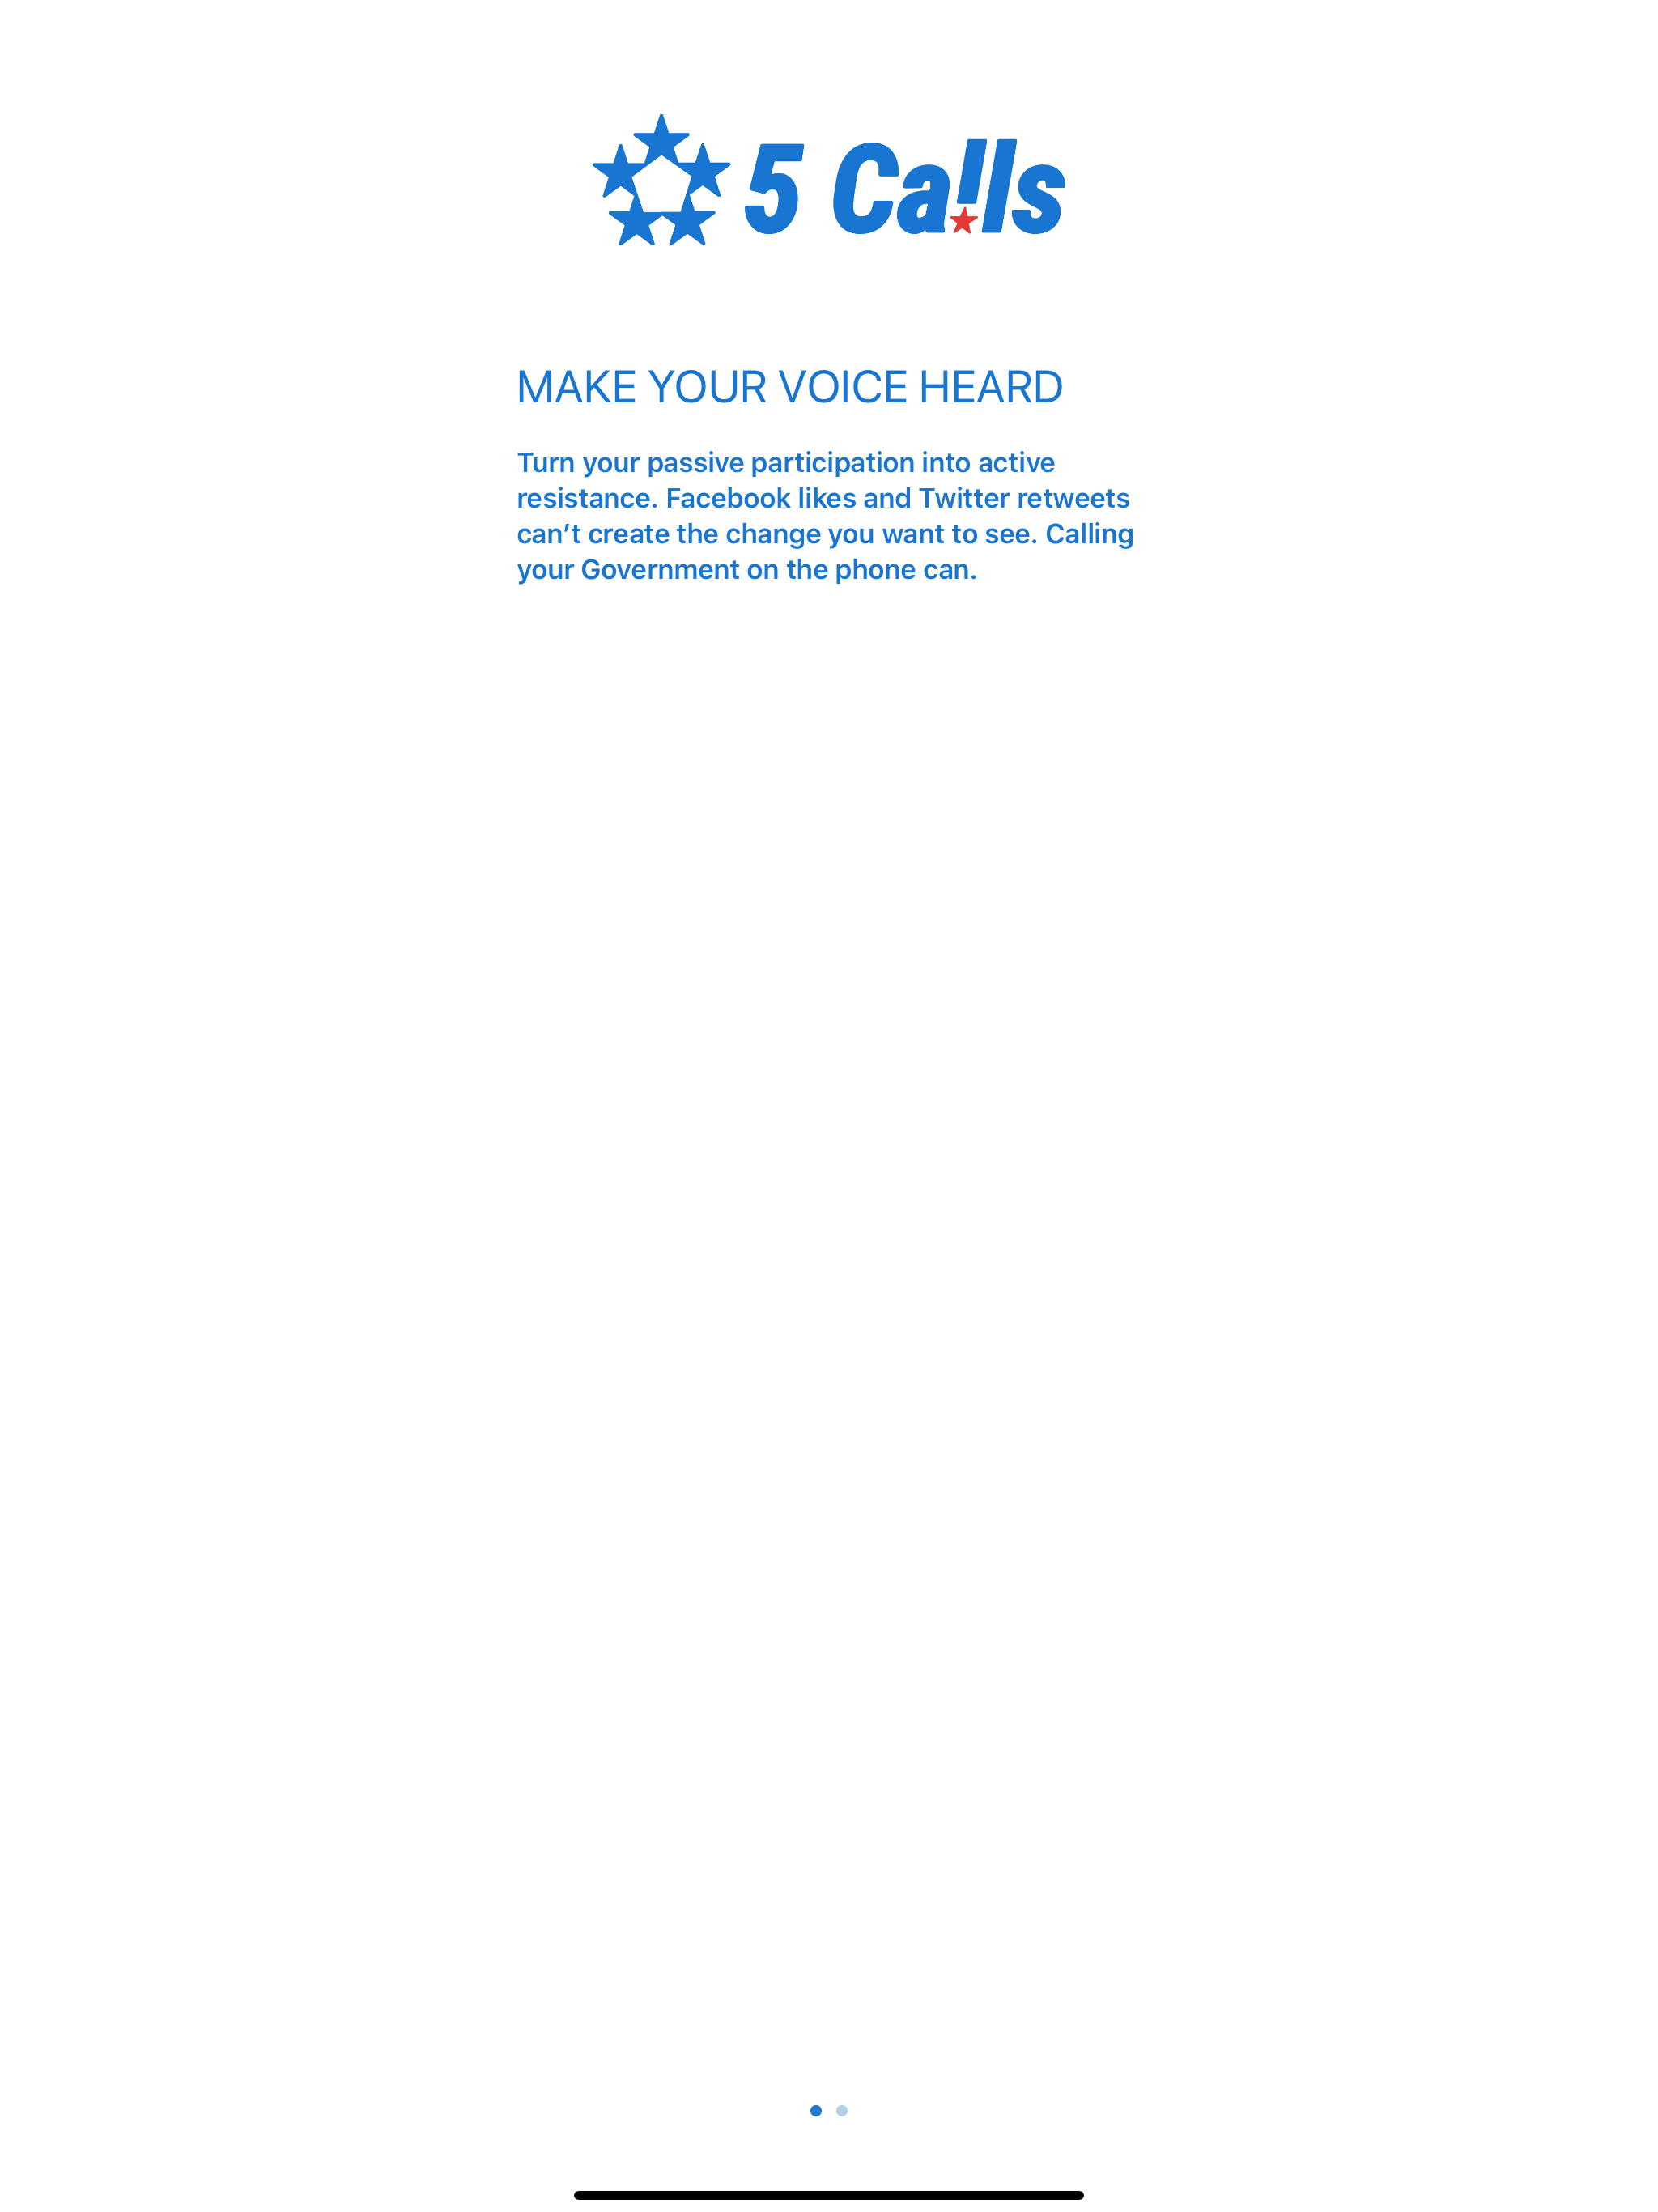 5 Calls
MAKE YOUR VOICE HEARD
Turn your passive participation into active
resistance. Facebook likes and Twitter retweets
can’t create the change you want to see. Calling
your Government on the phone can.